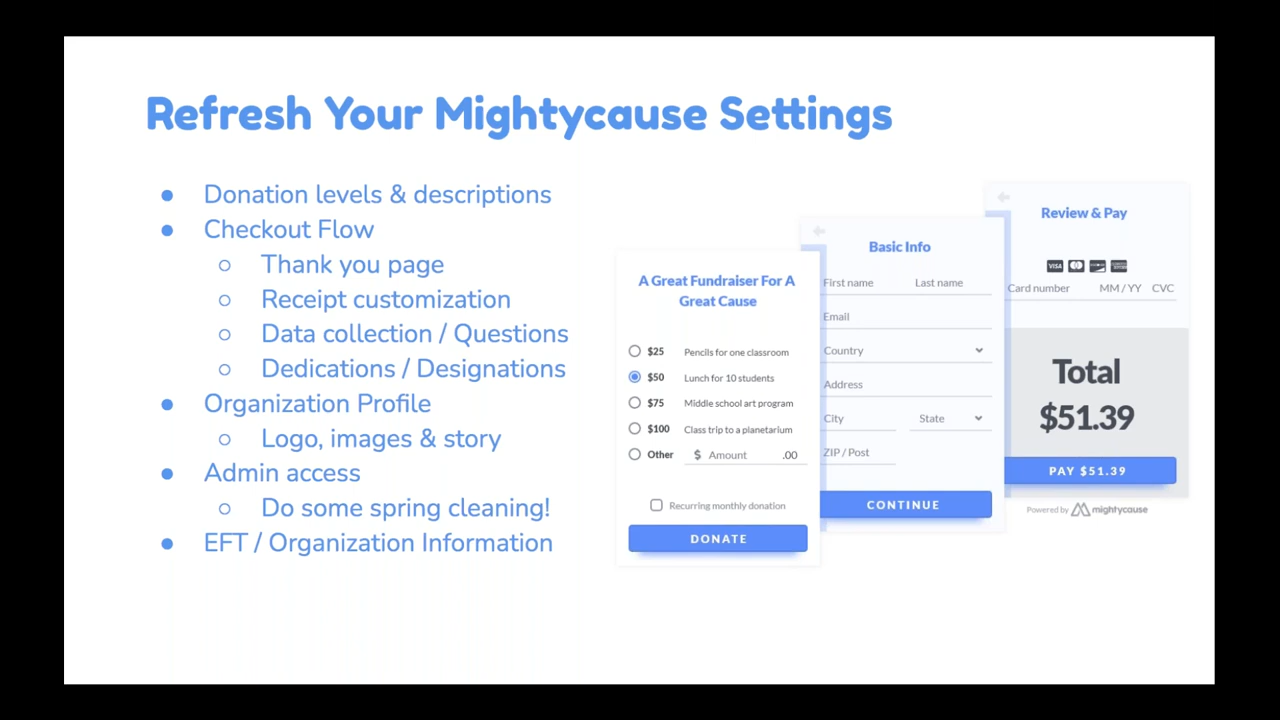 Refresh Your Mightycause Settings
● Donation levels & descriptions
● Checkout Flow
○ Thank you page
○ Receipt customization
○ Data collection / Questions
○ Dedications / Designations
● Organization Profile
○ Logo, images & story
● Admin access
○ Do some spring cleaning!
● EFT / Organization Information
A Great Fundraiser For A
Great Cause
$25 Pencils for one classroom
$50 Lunch for 10 students
$75 Middle school art program
$100 Class trip to a planetarium
Other $ Amount .00
Recurring monthly donation
DONATE
Basic Info
First name Last name
Email
Country
Address
City State
ZIP / Post
CONTINUE
Review & Pay
VISA
Card number MM / YY CVC
Total
$51.39
PAY $51.39
Powered by mightycause